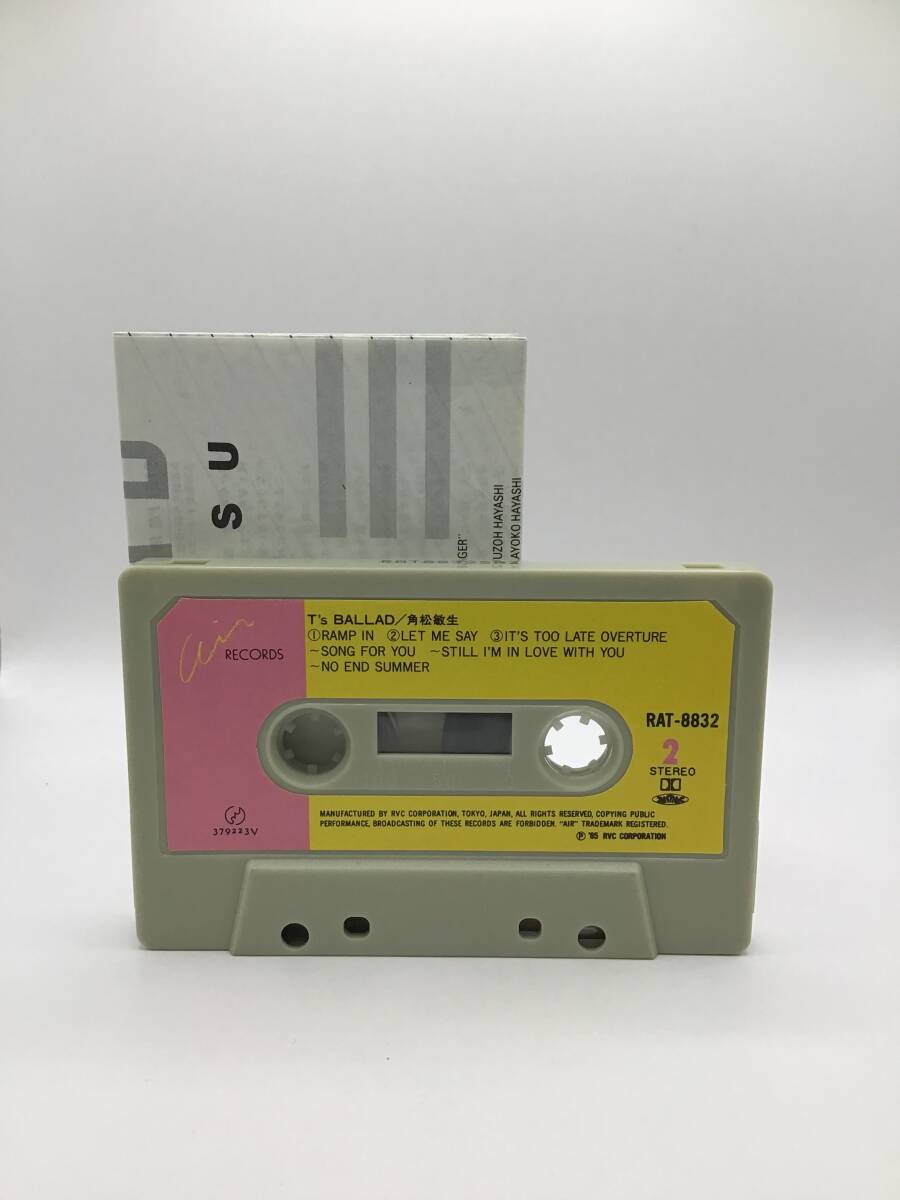 S U
GER"
UZOH HAYASHI
KAYOKO HAYASHI
Air RECORDS
T's BALLAD/角松敏生
①RAMP IN ②LET ME SAY ③IT'S TOO LATE OVERTURE
~SONG FOR YOU ~STILL I'M IN LOVE WITH YOU
~NO END SUMMER
RAT-8832
2
STEREO
379223V
MANUFACTURED BY RVC CORPORATION, TOKYO, JAPAN, ALL RIGHTS RESERVED, COPYING PUBLIC
PERFORMANCE, BROADCASTING OF THESE RECORDS ARE FORBIDDEN. "AIR" TRADEMARK REGISTERED.
Ⓟ '85 RVC CORPORATION